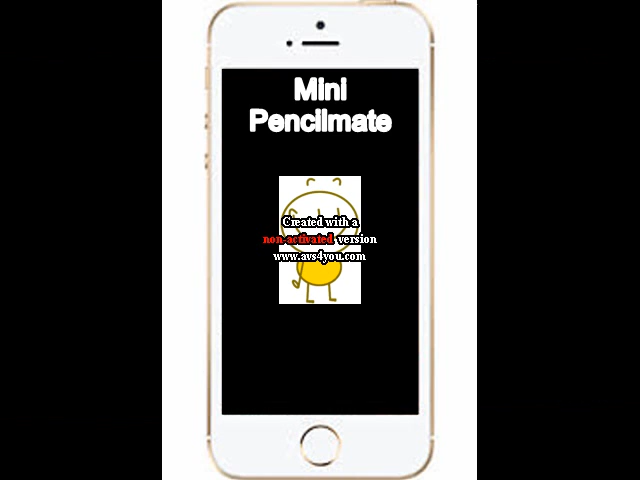 Mini
Pencilmate
Created with a
non-activated version
www.avs4you.com